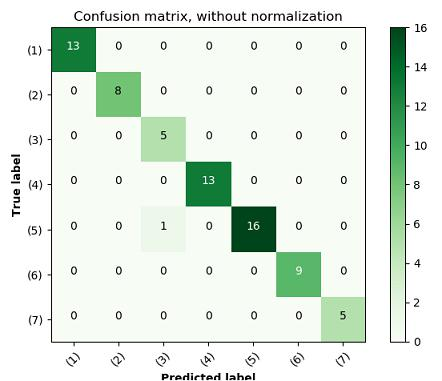 Confusion matrix, without normalization
(1) 13 0 0 0 0 0 0
(2) 0 8 0 0 0 0 0
(3) 0 0 5 0 0 0 0
(4) 0 0 0 13 0 0 0
(5) 0 0 1 0 16 0 0
(6) 0 0 0 0 0 9 0
(7) 0 0 0 0 0 0 5
True label
(1) (2) (3) (4) (5) (6) (7)
Predicted label
16
14
12
10
8
6
4
2
0